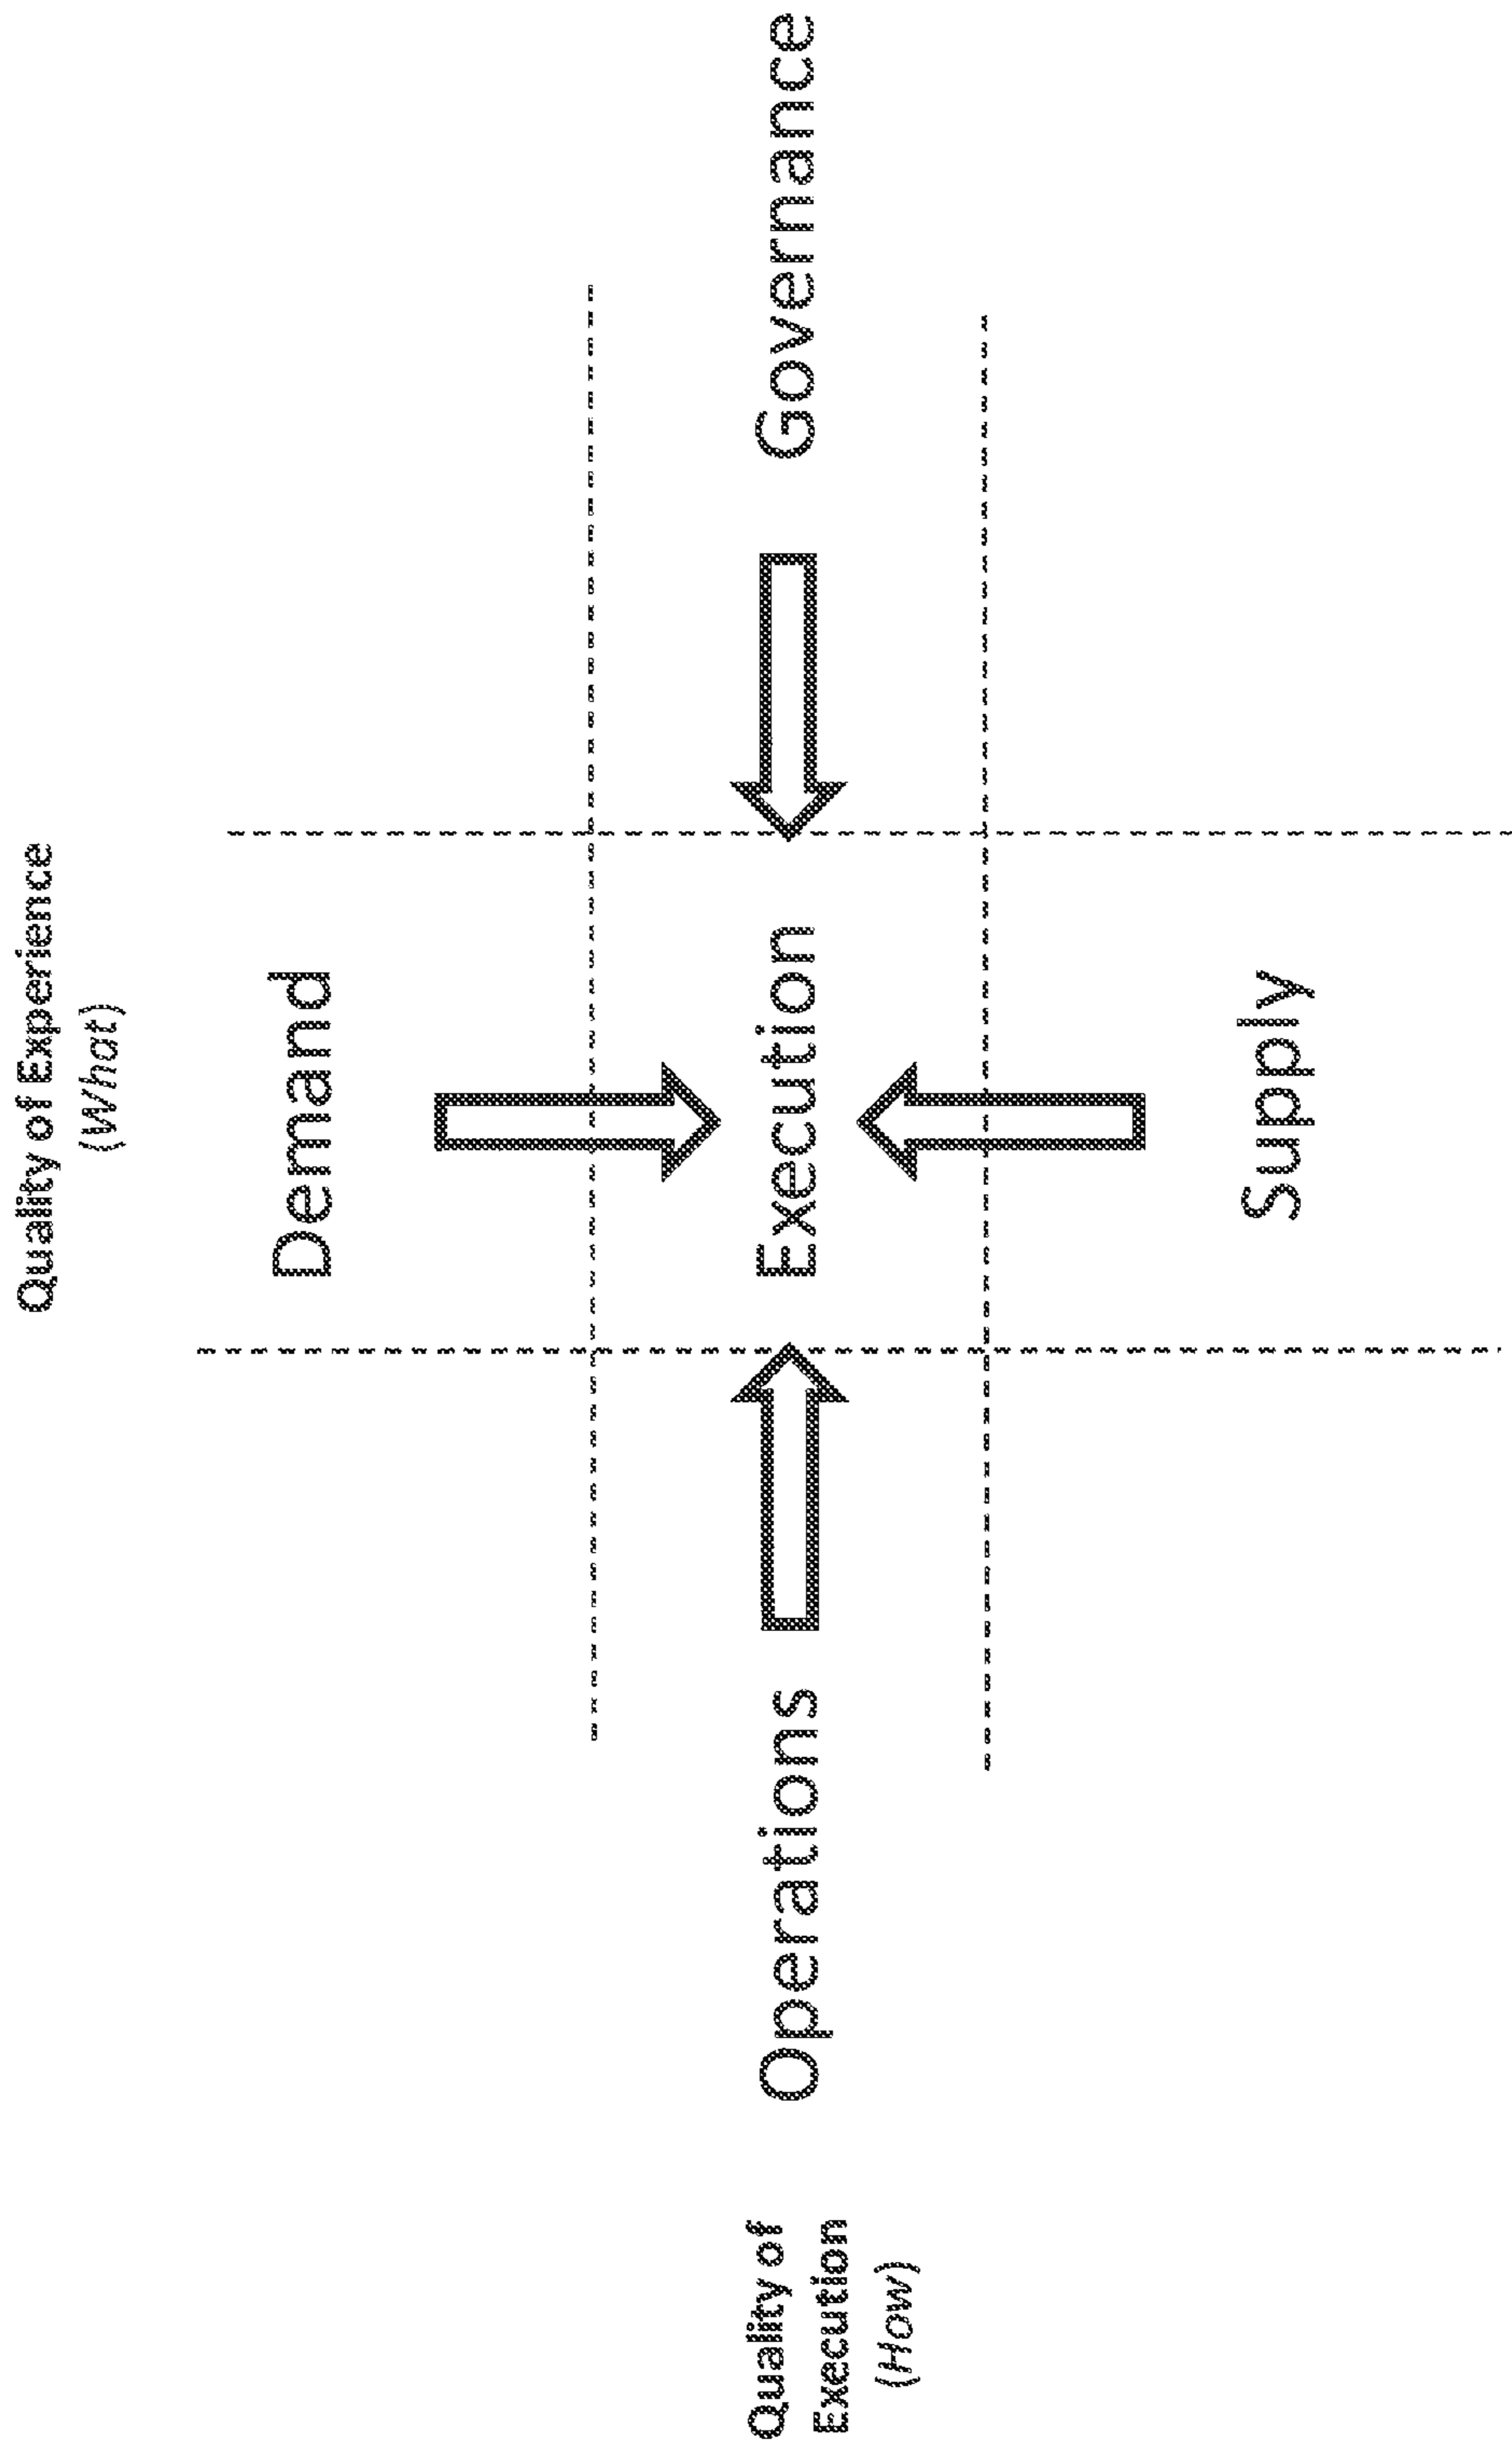 Quality of Experience
(What)
Demand
Quality of
Execution
(How)
Operations
Execution
Governance
Supply